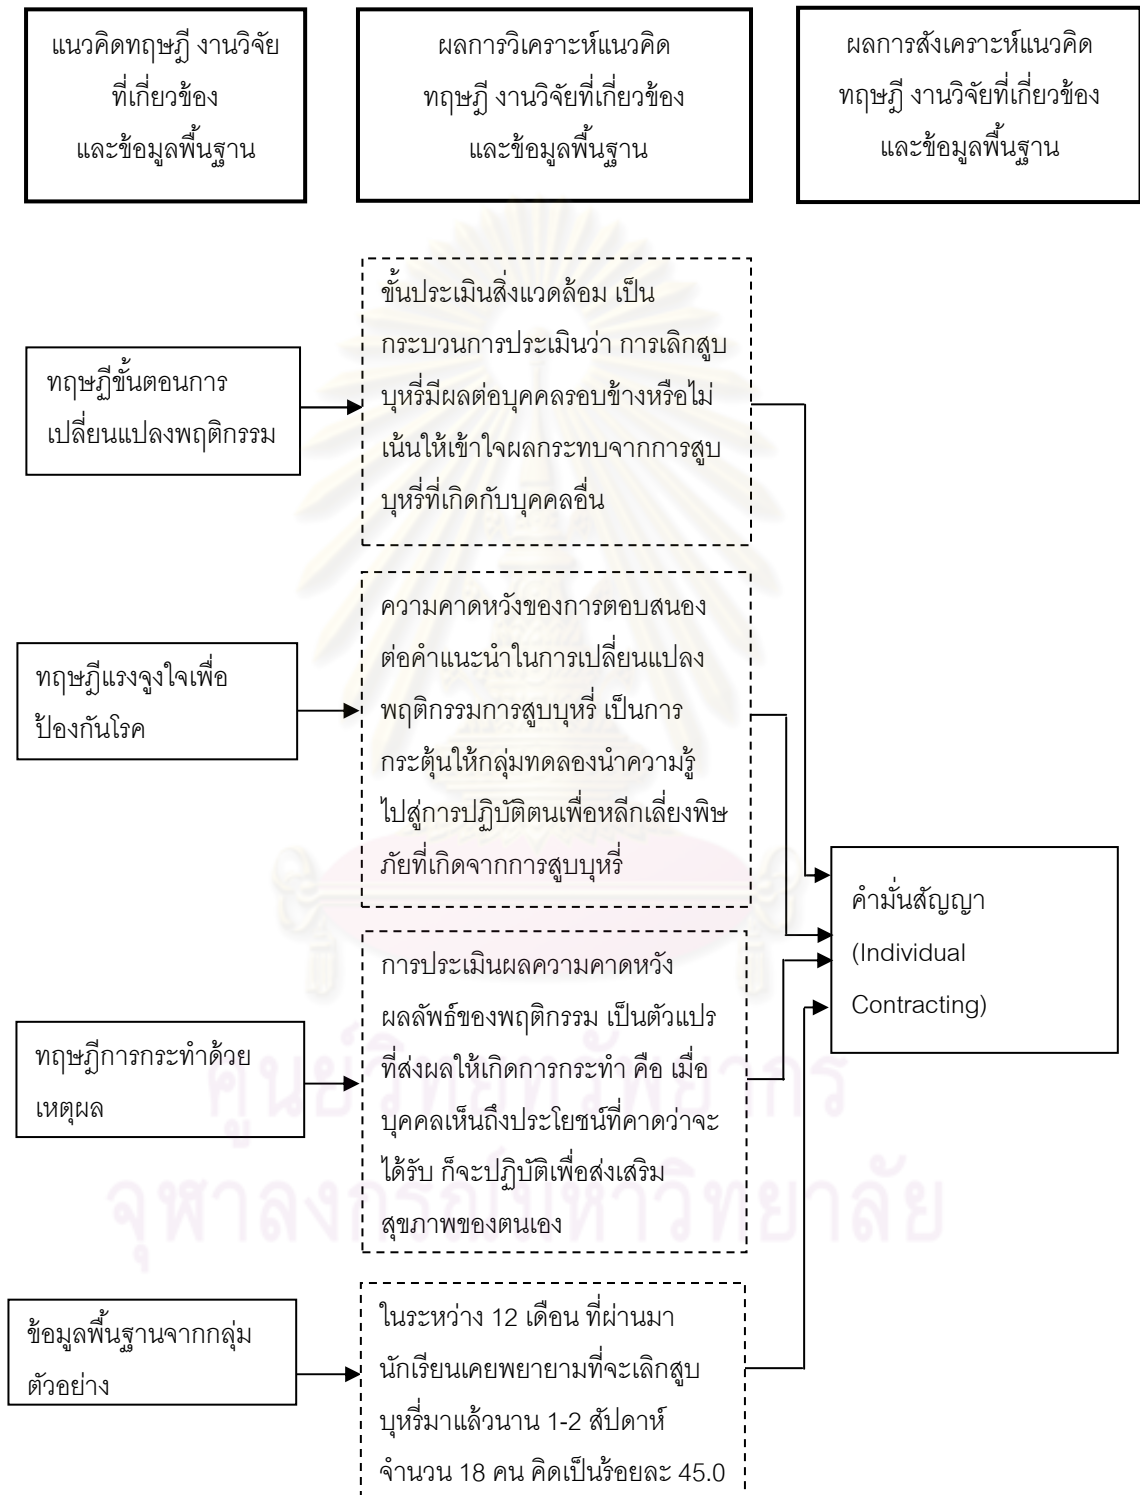 แนวคิดทฤษฎี งานวิจัย
ที่เกี่ยวข้อง
และข้อมูลพื้นฐาน
ผลการวิเคราะห์แนวคิด
ทฤษฎี งานวิจัยที่เกี่ยวข้อง
และข้อมูลพื้นฐาน
ผลการสังเคราะห์แนวคิด
ทฤษฎี งานวิจัยที่เกี่ยวข้อง
และข้อมูลพื้นฐาน
ทฤษฏีขั้นตอนการ
เปลี่ยนแปลงพฤติกรรม
ขั้นประเมินสิ่งแวดล้อม เป็น
กระบวนการประเมินว่า การเลิกสูบ
บุหรี่มีผลต่อบุคคลรอบข้างหรือไม่
เน้นให้เข้าใจผลกระทบจากการสูบ
บุหรี่ที่เกิดกับบุคคลอื่น
ทฤษฎีแรงจูงใจเพื่อ
ป้องกันโรค
ความคาดหวังของการตอบสนอง
ต่อคำแนะนำในการเปลี่ยนแปลง
พฤติกรรมการสูบบุหรี่ เป็นการ
กระตุ้นให้กลุ่มทดลองนำความรู้
ไปสู่การปฏิบัติตนเพื่อหลีกเลี่ยงพิษ
ภัยที่เกิดจากการสูบบุหรี่
ทฤษฎีการกระทำด้วย
เหตุผล
การประเมินผลความคาดหวัง
ผลลัพธ์ของพฤติกรรม เป็นตัวแปร
ที่ส่งผลให้เกิดการกระทำ คือ เมื่อ
บุคคลเห็นถึงประโยชน์ที่คาดว่าจะ
ได้รับ ก็จะปฏิบัติเพื่อส่งเสริม
สุขภาพของตนเอง
ข้อมูลพื้นฐานจากกลุ่ม
ตัวอย่าง
ในระหว่าง 12 เดือน ที่ผ่านมา
นักเรียนเคยพยายามที่จะเลิกสูบ
บุหรี่มาแล้วนาน 1-2 สัปดาห์
จำนวน 18 คน คิดเป็นร้อยละ 45.0
คำมั่นสัญญา
(Individual
Contracting)
ศูนย์วิทยทรัพยากร
จุฬาลงกรณ์มหาวิทยาลัย